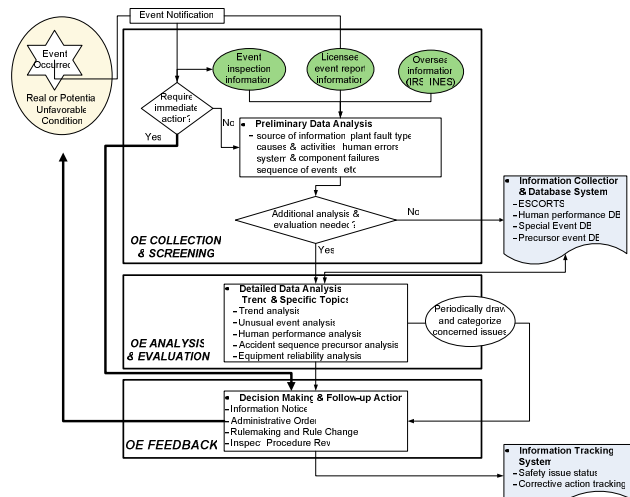 Event Notification
Event
Occurred
Real or Potentia
Unfavorable
Condition
Event
inspection
information
Licensee
event report
information
Oversea
information
(IRS INES)
Require
immediate
action?
No
Yes
Preliminary Data Analysis
- source of information plant fault type
causes & activities human errors
system & component failures
sequence of events etc
Additional analysis &
evaluation needed?
No
Yes
OE COLLECTION
& SCREENING
Information Collection
& Database System
- ESCORTS
- Human performance DB
- Special Event DB
- Precursor event DB
Detailed Data Analysis
Trend & Specific Topics
- Trend analysis
- Unusual event analysis
- Human performance analysis
- Accident sequence precursor analysis
- Equipment reliability analysis
Periodically draw
and categorize
concerned issues
OE ANALYSIS
& EVALUATION
Decision Making & Follow-up Action
- Information Notice
- Administrative Order
- Rulemaking and Rule Change
- Inspec Procedure Rev
OE FEEDBACK
Information Tracking
System
- Safety issue status
- Corrective action tracking